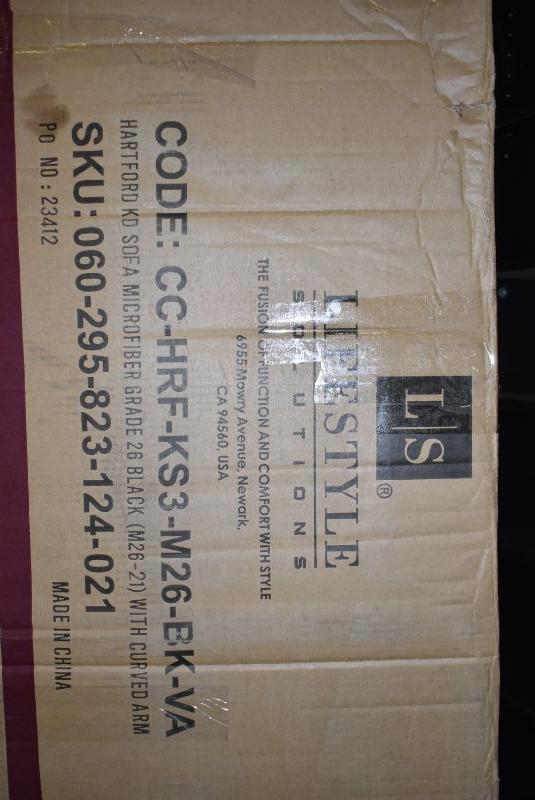 L|S
®
LIFESTYLE
SOLUTIONS
THE FUSION OF FUNCTION AND COMFORT WITH STYLE
6955 Mowry Avenue, Newark,
CA 94560, USA
CODE: CC-HRF-KS3-M26-BK-VA
HARTFORD KD SOFA MICROFIBER GRADE 26 BLACK (M26-21) WITH CURVED ARM
SKU: 060-295-823-124-021
PO NO: 23412
MADE IN CHINA